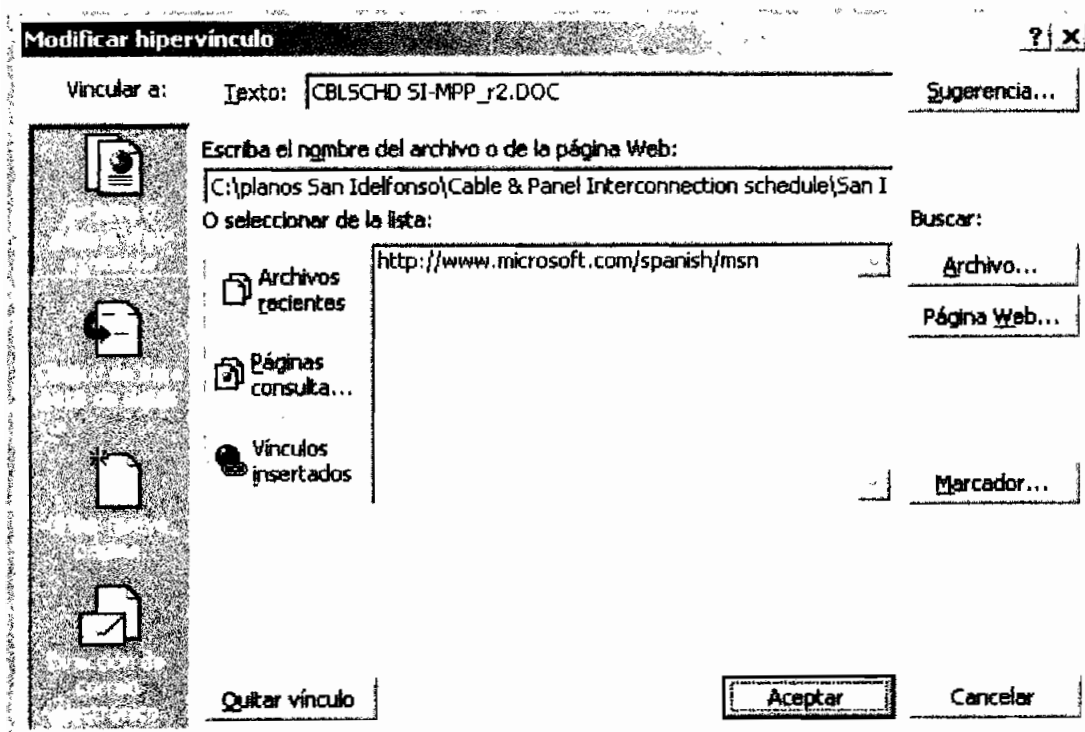 Modificar hipervínculo
Vincular a:
Texto: CBLSCHD SI-MPP_r2.DOC
Sugerencia...
Escriba el nombre del archivo o de la página Web:
C:\planos San Idelfonso\Cable & Panel Interconnection schedule\San I
O seleccionar de la lista:
Buscar:
Archivos
recientes
http://www.microsoft.com/spanish/msn
Archivo...
Página Web...
Páginas
consulta...
Vínculos
insertados
Marcador...
Quitar vínculo
Aceptar
Cancelar